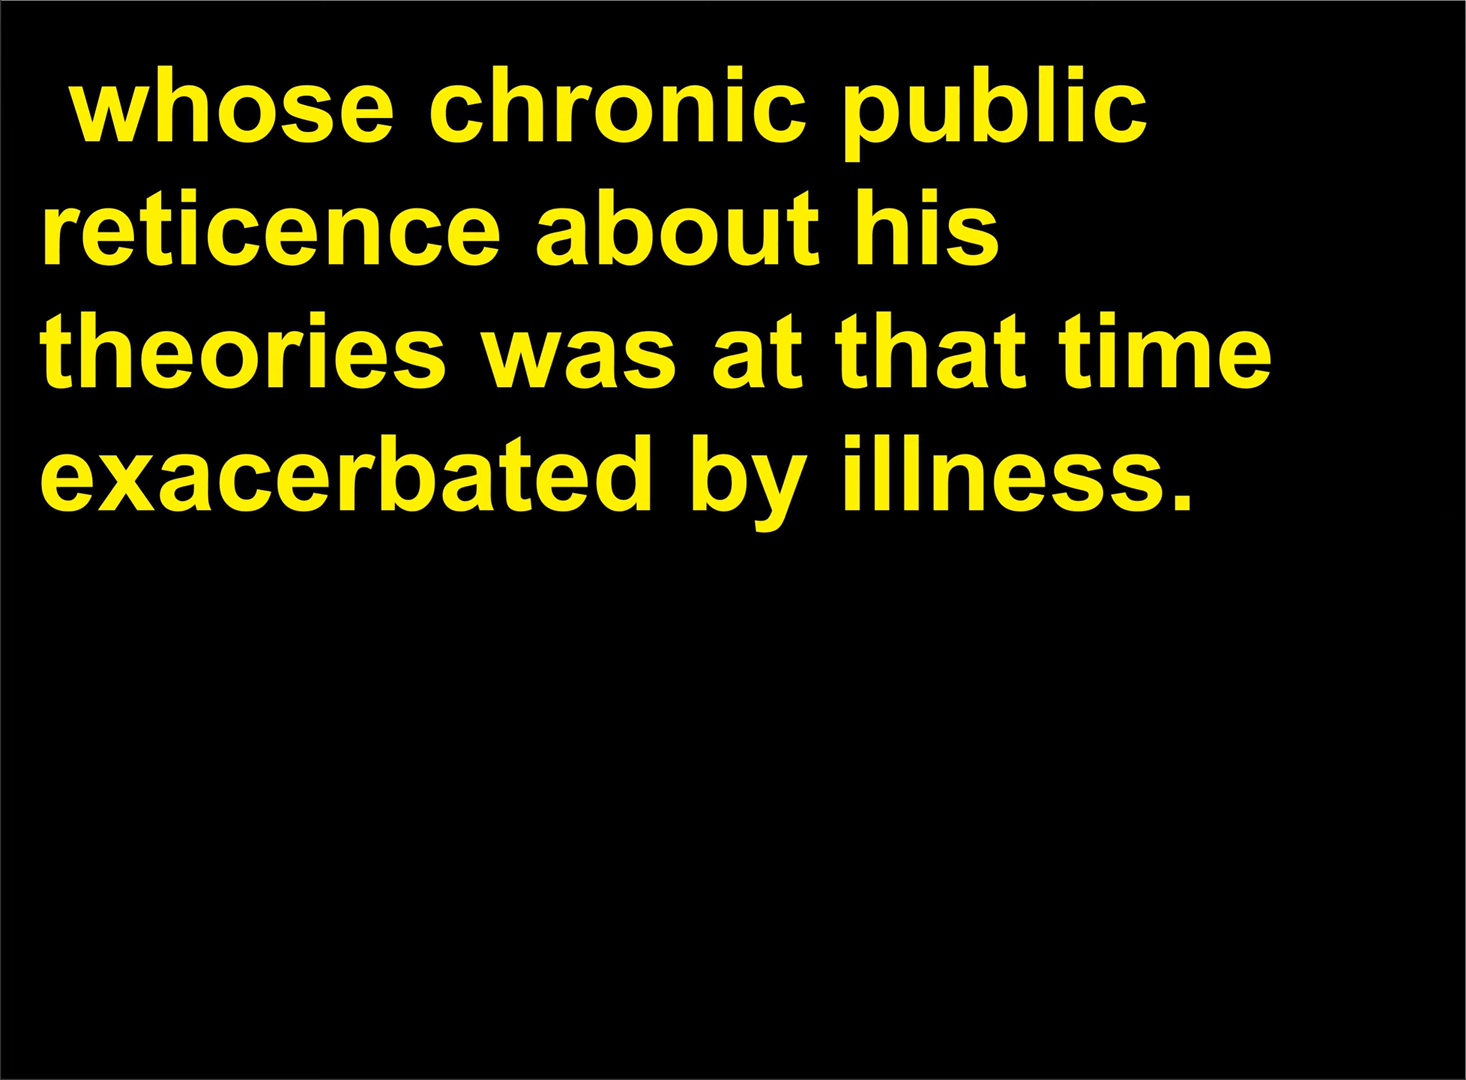 whose chronic public
reticence about his
theories was at that time
exacerbated by illness.